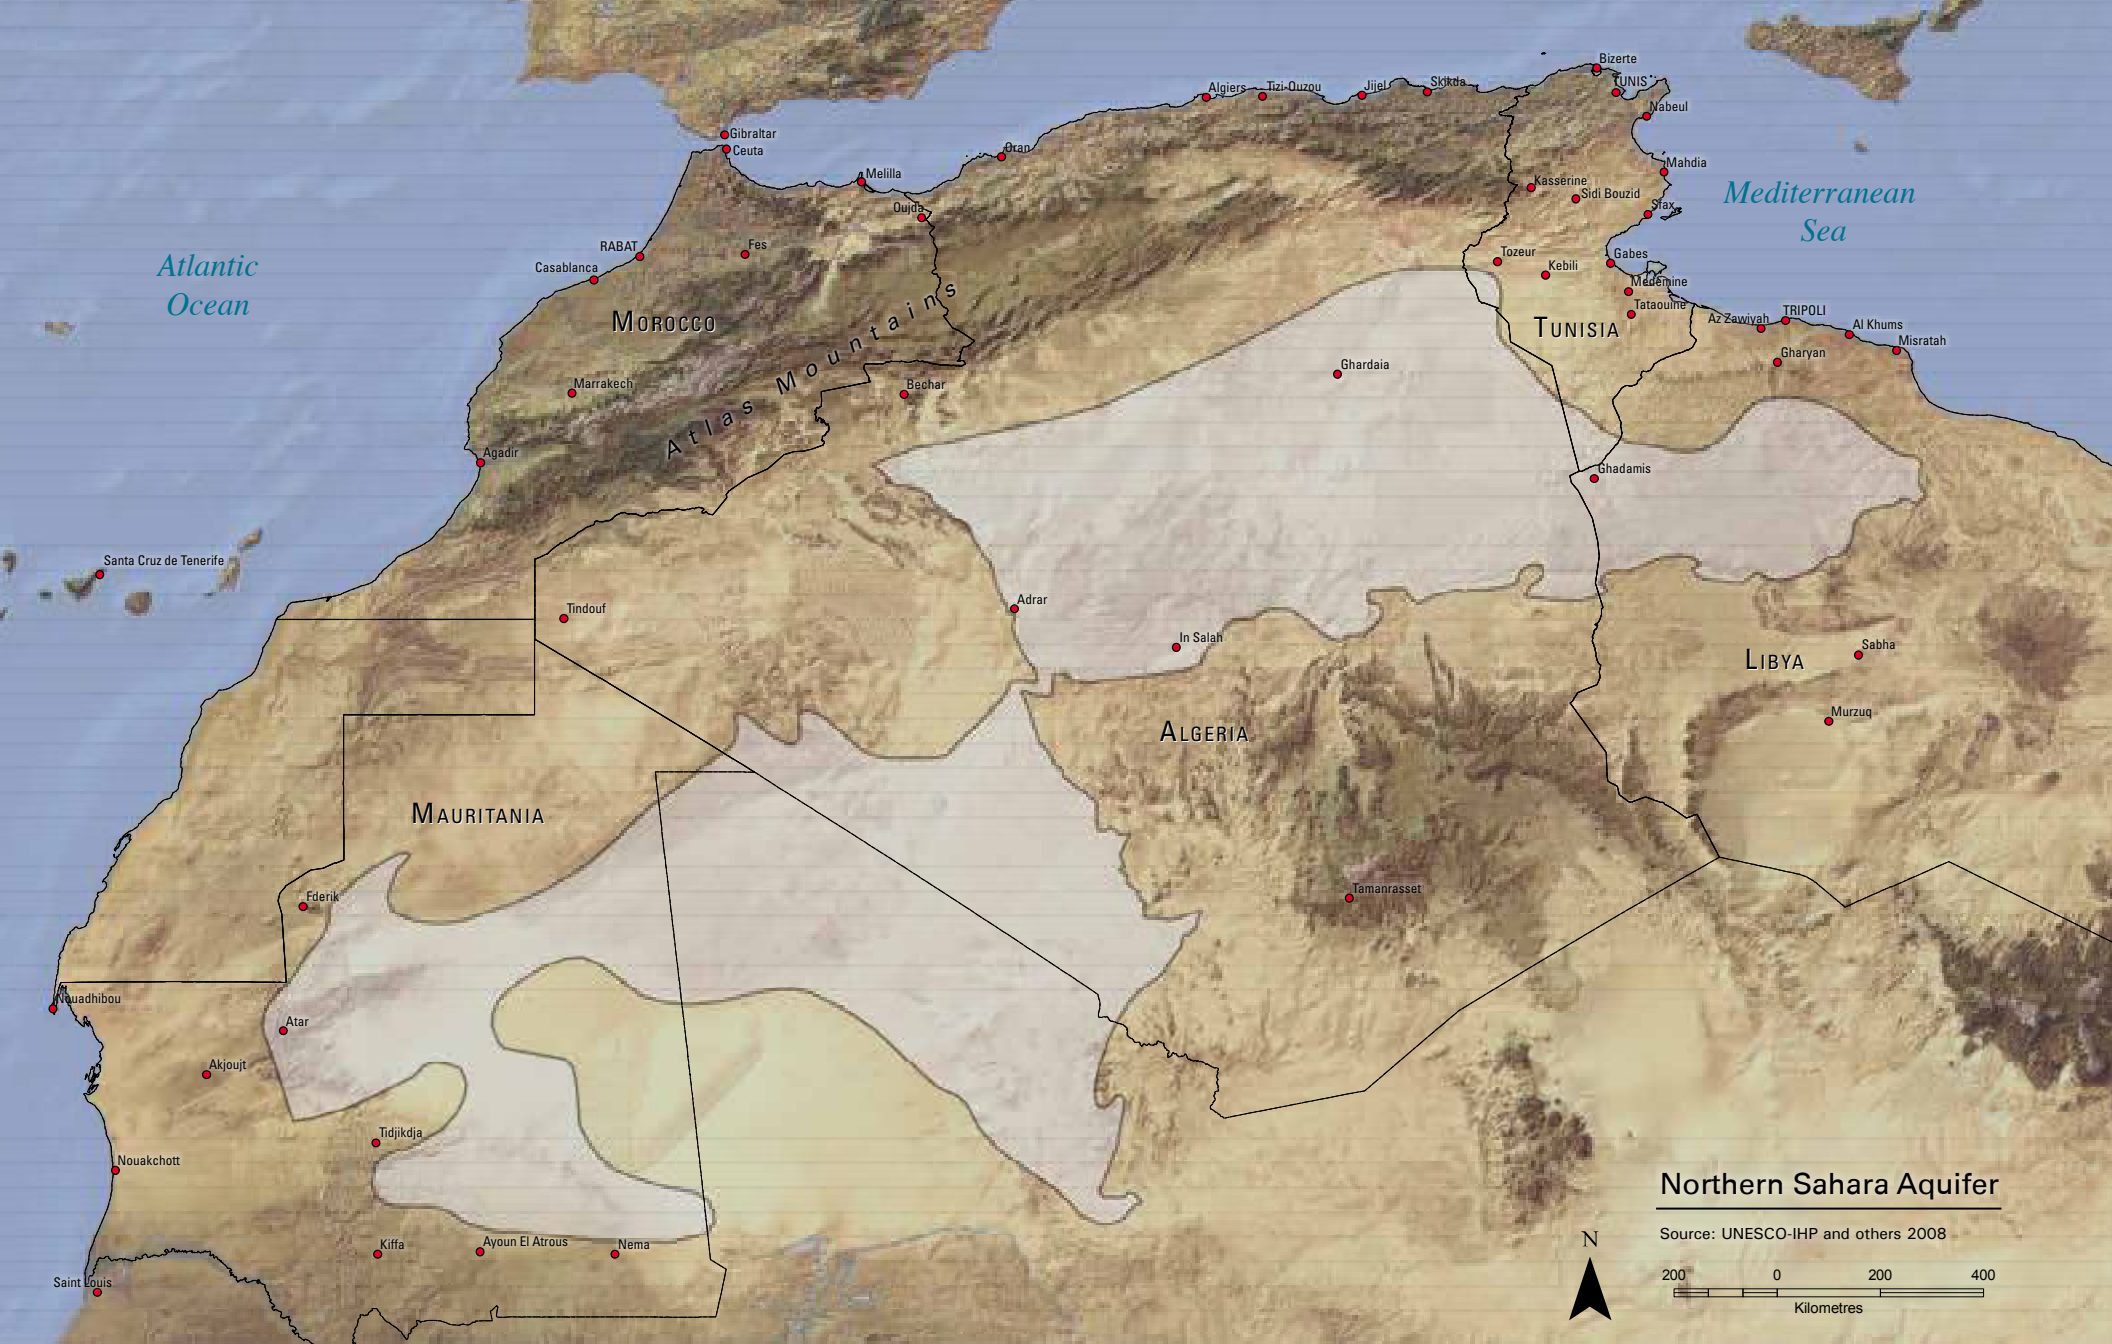 Bizerte
TUNIS
Algiers
Tizi-Ouzou
Jijel
Skikda
Nabeul
Gibraltar
Ceuta
Oran
Mahdia
Melilla
Kasserine
Sidi Bouzid
Mediterranean
Sea
Oujda
Sfax
RABAT
Fes
Tozeur
Kebili
Gabes
Casablanca
Atlantic
Ocean
Medenine
Tataouine
Az Zawiyah
TRIPOLI
Al Khums
MOROCCO
TUNISIA
Misratah
Gharyan
Ghardaia
Atlas Mountains
Marrakech
Bechar
Agadir
Ghadamis
Santa Cruz de Tenerife
Tindouf
Adrar
In Salah
Sabha
LIBYA
Murzuq
ALGERIA
MAURITANIA
Fderik
Tamanrasset
Nouadhibou
Atar
Akjoujt
Tidjikdja
Nouakchott
Northern Sahara Aquifer
Source: UNESCO-IHP and others 2008
N
Kiffa
Ayoun El Atrous
Nema
Saint Louis
200 0 200 400
Kilometres